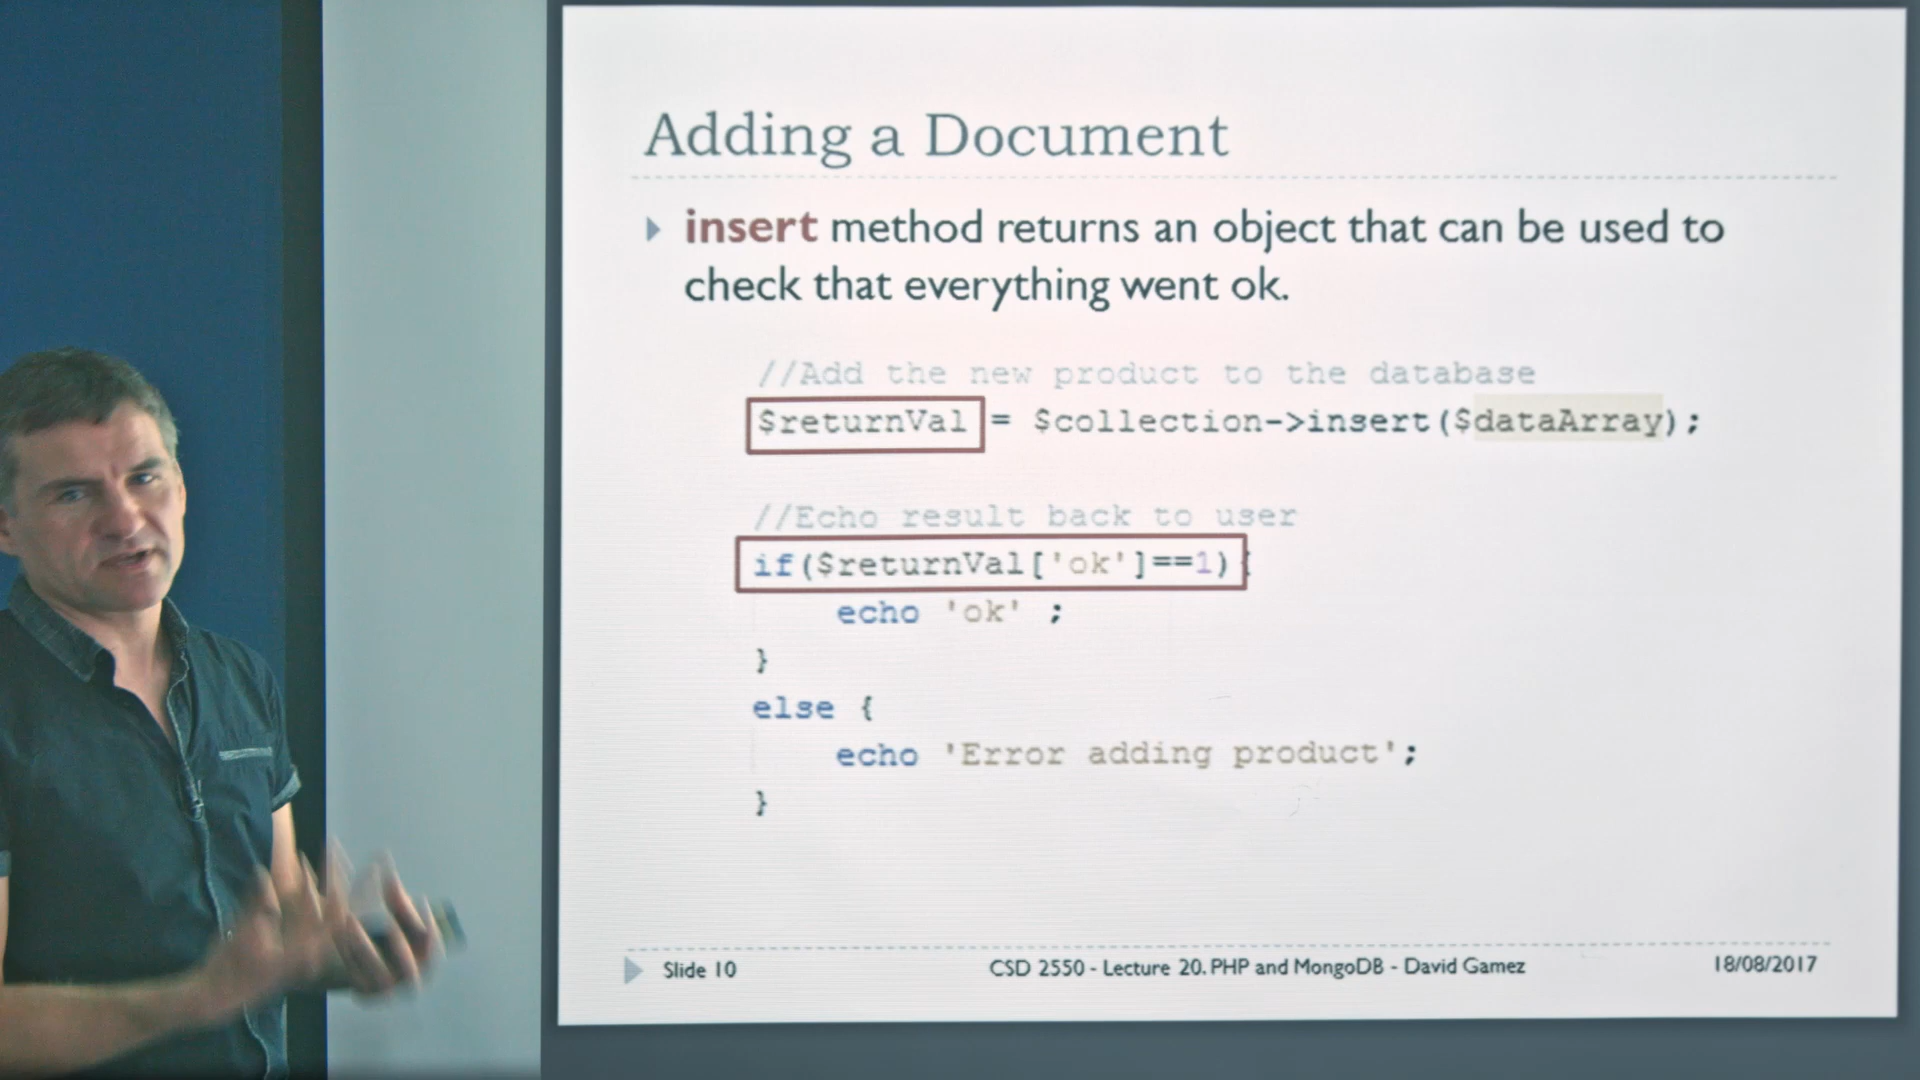 Adding a Document
insert method returns an object that can be used to
check that everything went ok.
//Add the new product to the database
$returnVal = $collection->insert($dataArray);
//Echo result back to user
if($returnVal['ok']==1){
echo 'ok' ;
}
else {
echo 'Error adding product';
}
Slide 10 CSD 2550 - Lecture 20. PHP and MongoDB - David Gamez 18/08/2017